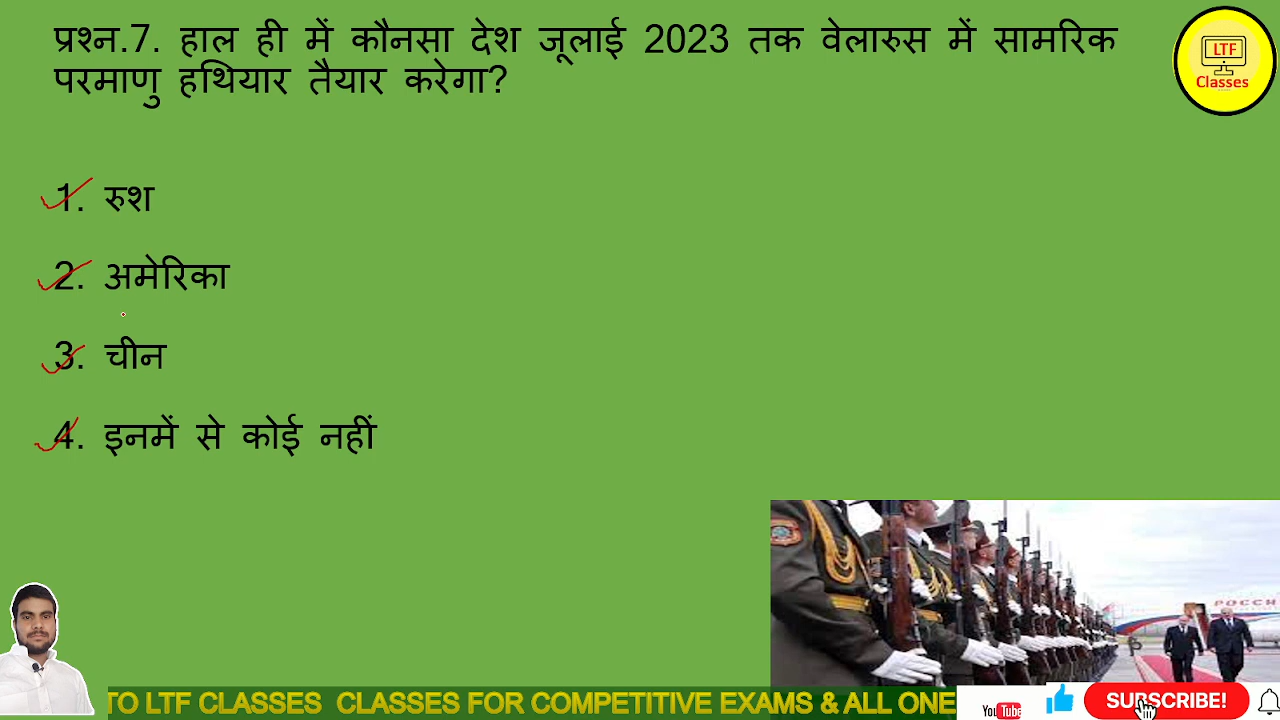 प्रश्न.7. हाल ही में कौनसा देश जूलाई 2023 तक वेलारुस में सामरिक
परमाणु हथियार तैयार करेगा?
LTF
Classes
1. रुश
2. अमेरिका
3. चीन
4. इनमें से कोई नहीं
РОССИ
TO LTF CLASSES CLASSES FOR COMPETITIVE EXAMS & ALL ONE
YouTube
SUBSCRIBE!